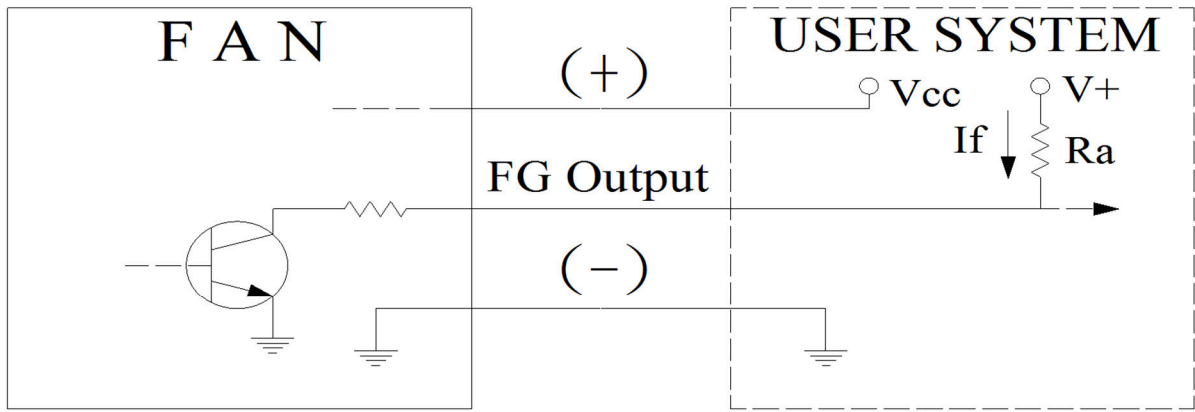 F A N
USER SYSTEM
(+)
Vcc
V+
If
Ra
FG Output
(−)